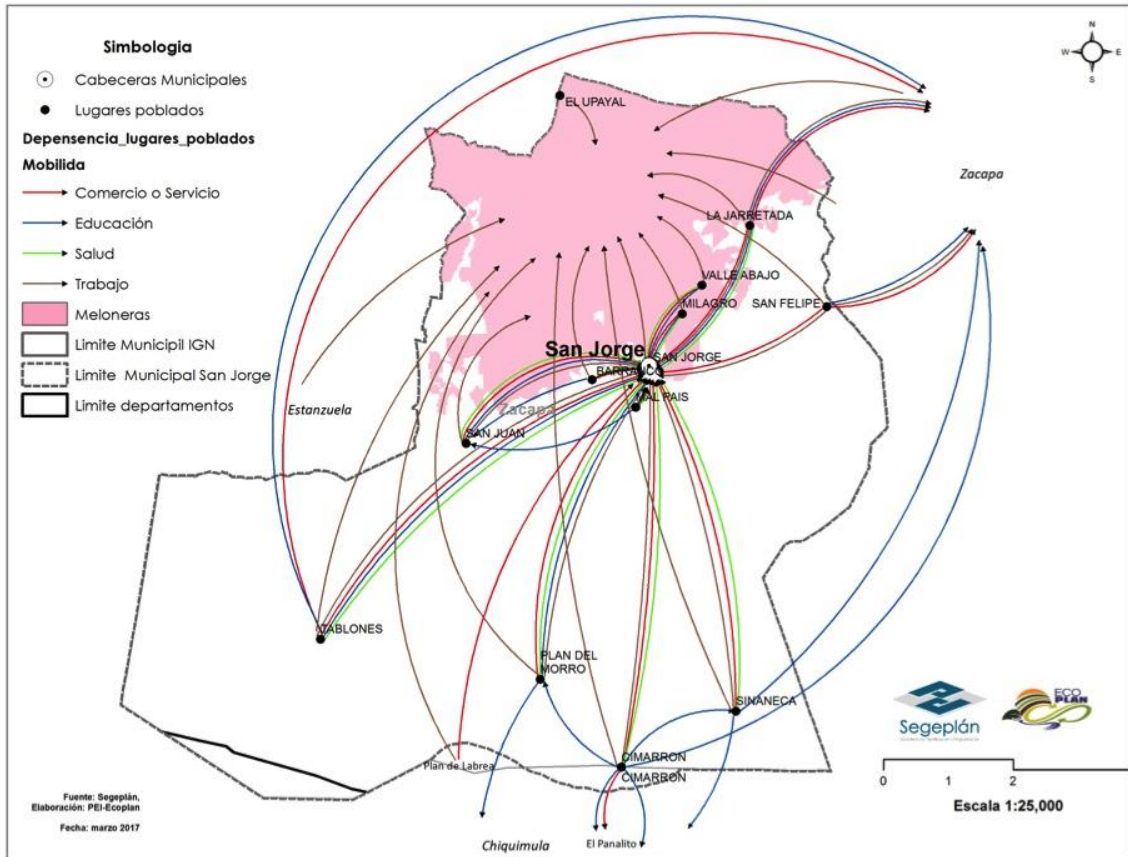 Simbologia
Cabeceras Municipales
Lugares poblados
Depensencia_lugares_poblados
Mobilida
Comercio o Servicio
Educación
Salud
Trabajo
Meloneras
Limite Municipil IGN
Limite Municipal San Jorge
Limite departamentos
N
W E
S
EL UPAYAL
Zacapa
LA JARRETADA
VALLE ABAJO
MILAGRO
SAN FELIPE
San Jorge
SAN JORGE
BARRANCO
MAL PAIS
Estanzuela
Zacapa
SAN JUAN
CABLONES
PLAN DEL
MORRO
SINANECA
Plan de Labrea
CIMARRON
CIMARRON
Chiquimula
El Panalito
Segeplán
ECO
PLAN
0 1 2
Escala 1:25,000
Fuente: Segeplán,
Elaboración: PEI-Ecoplan
Fecha: marzo 2017